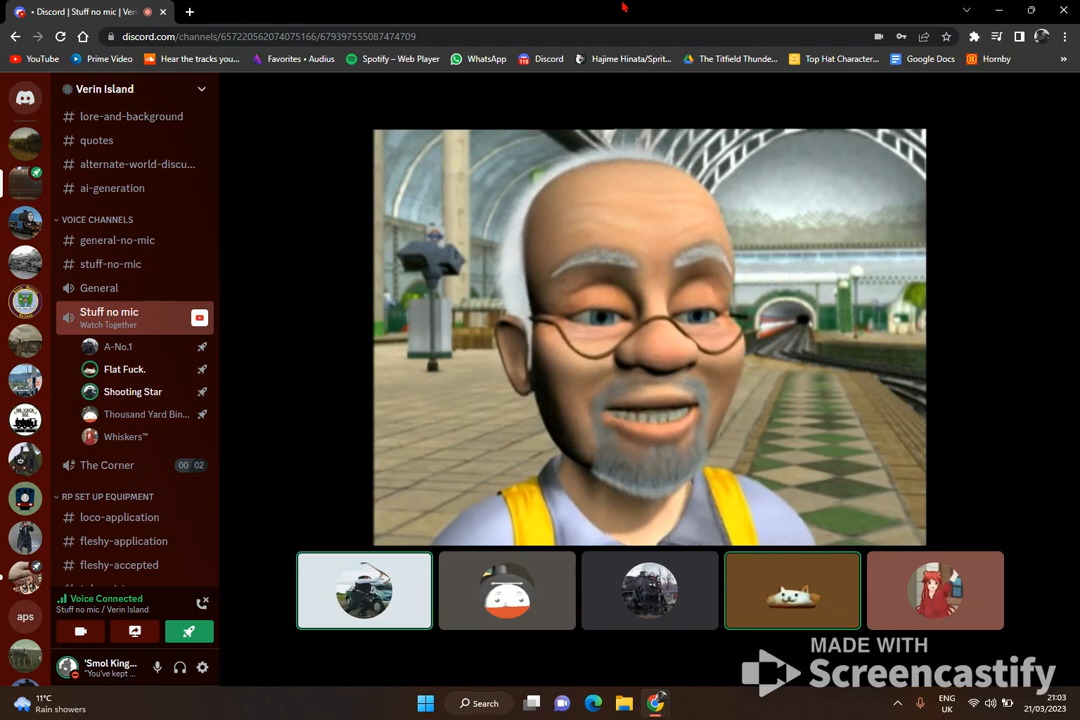 • Discord | Stuff no mic | Veri
discord.com/channels/657220562074075166/679397555087474709
YouTube
Prime Video
Hear the tracks you...
Favorites • Audius
Spotify – Web Player
WhatsApp
Discord
Hajime Hinata/Sprit...
The Titfield Thunde...
Top Hat Character...
Google Docs
Hornby
Verin Island
# lore-and-background
# quotes
# alternate-world-discu...
# ai-generation
VOICE CHANNELS
# general-no-mic
# stuff-no-mic
General
Stuff no mic
Watch Together
A-No.1
Flat Fuck.
Shooting Star
Thousand Yard Bin...
Whiskers™
The Corner 00 02
RP SET UP EQUIPMENT
# loco-application
# fleshy-application
# fleshy-accepted
aps
Voice Connected
Stuff no mic / Verin Island
'Smol King...
"You've kept ...
MADE WITH
Screencastify
11°C
Rain showers
Search
ENG
UK
21:03
21/03/2023